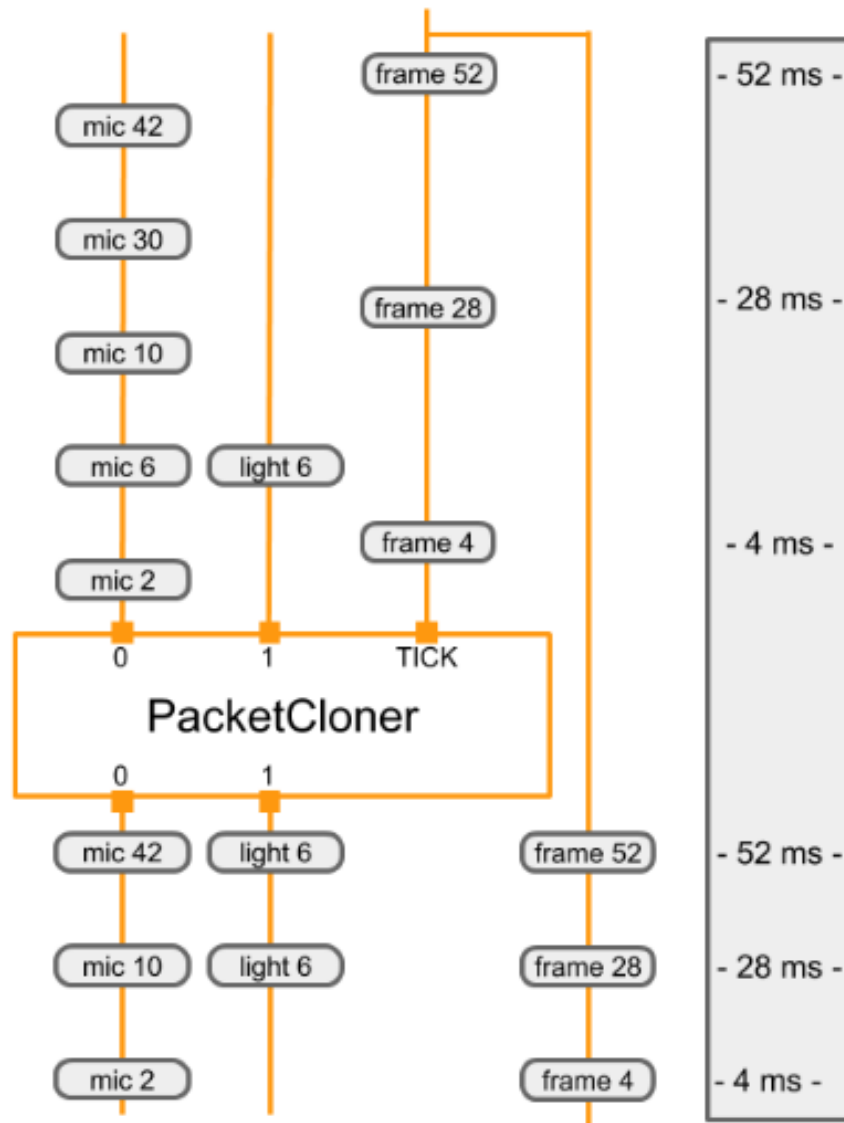 frame 52
- 52 ms -
mic 42
mic 30
frame 28
- 28 ms -
mic 10
mic 6
light 6
frame 4
- 4 ms -
mic 2
0
1
TICK
PacketCloner
0
1
mic 42
light 6
frame 52
- 52 ms -
mic 10
light 6
frame 28
- 28 ms -
mic 2
frame 4
- 4 ms -